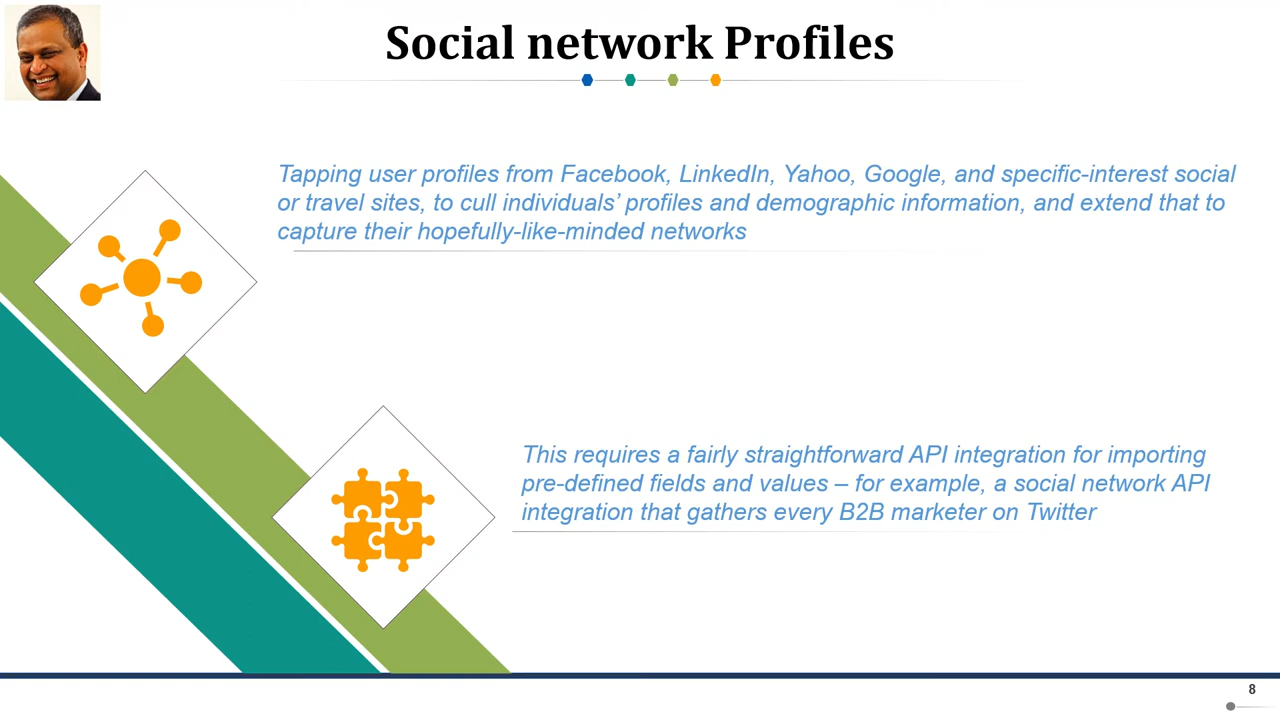 Social network Profiles
Tapping user profiles from Facebook, LinkedIn, Yahoo, Google, and specific-interest social
or travel sites, to cull individuals’ profiles and demographic information, and extend that to
capture their hopefully-like-minded networks
This requires a fairly straightforward API integration for importing
pre-defined fields and values – for example, a social network API
integration that gathers every B2B marketer on Twitter
8